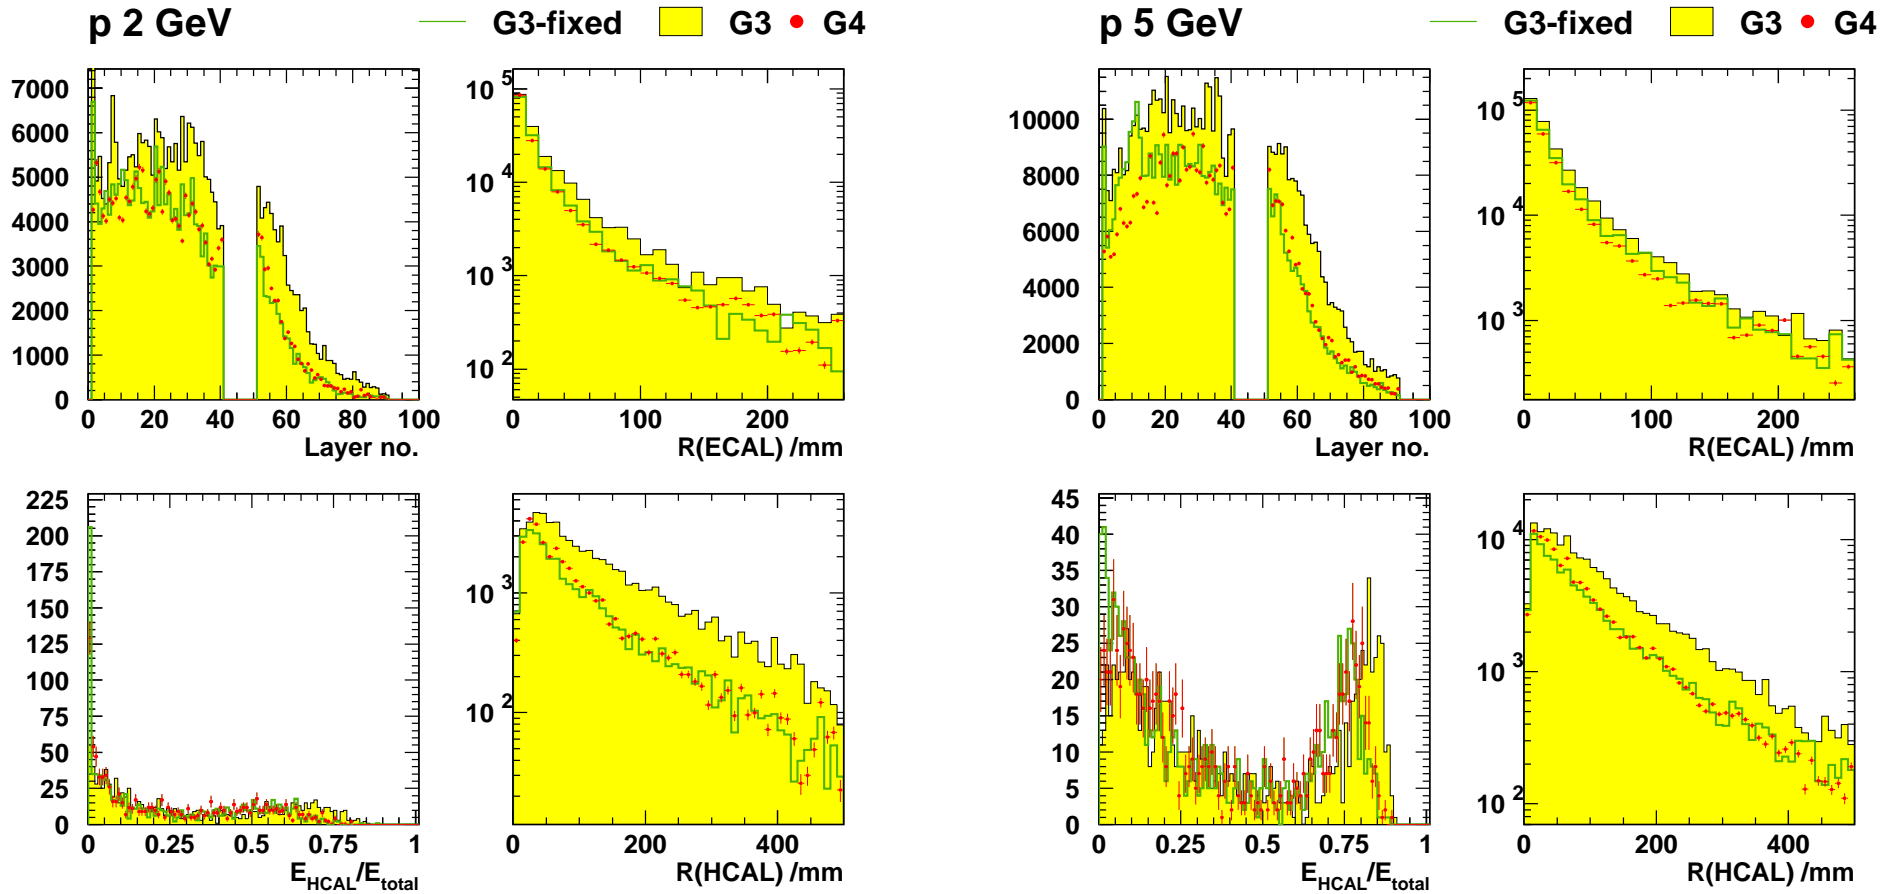 p 2 GeV
G3-fixed
G3
G4
p 5 GeV
G3-fixed
G3
G4
7000
6000
5000
4000
3000
2000
1000
0
0 20 40 60 80 100
Layer no.
10 5
10 4
10 3
10 2
0 100 200
R(ECAL) /mm
10000
8000
6000
4000
2000
0
0 20 40 60 80 100
Layer no.
10 5
10 4
10 3
0 100 200
R(ECAL) /mm
225
200
175
150
125
100
75
50
25
0
0 0.25 0.5 0.75 1
E_HCAL/E_total
10 3
10 2
0 200 400
R(HCAL) /mm
45
40
35
30
25
20
15
10
5
0
0 0.25 0.5 0.75 1
E_HCAL/E_total
10 4
10 3
10 2
0 200 400
R(HCAL) /mm